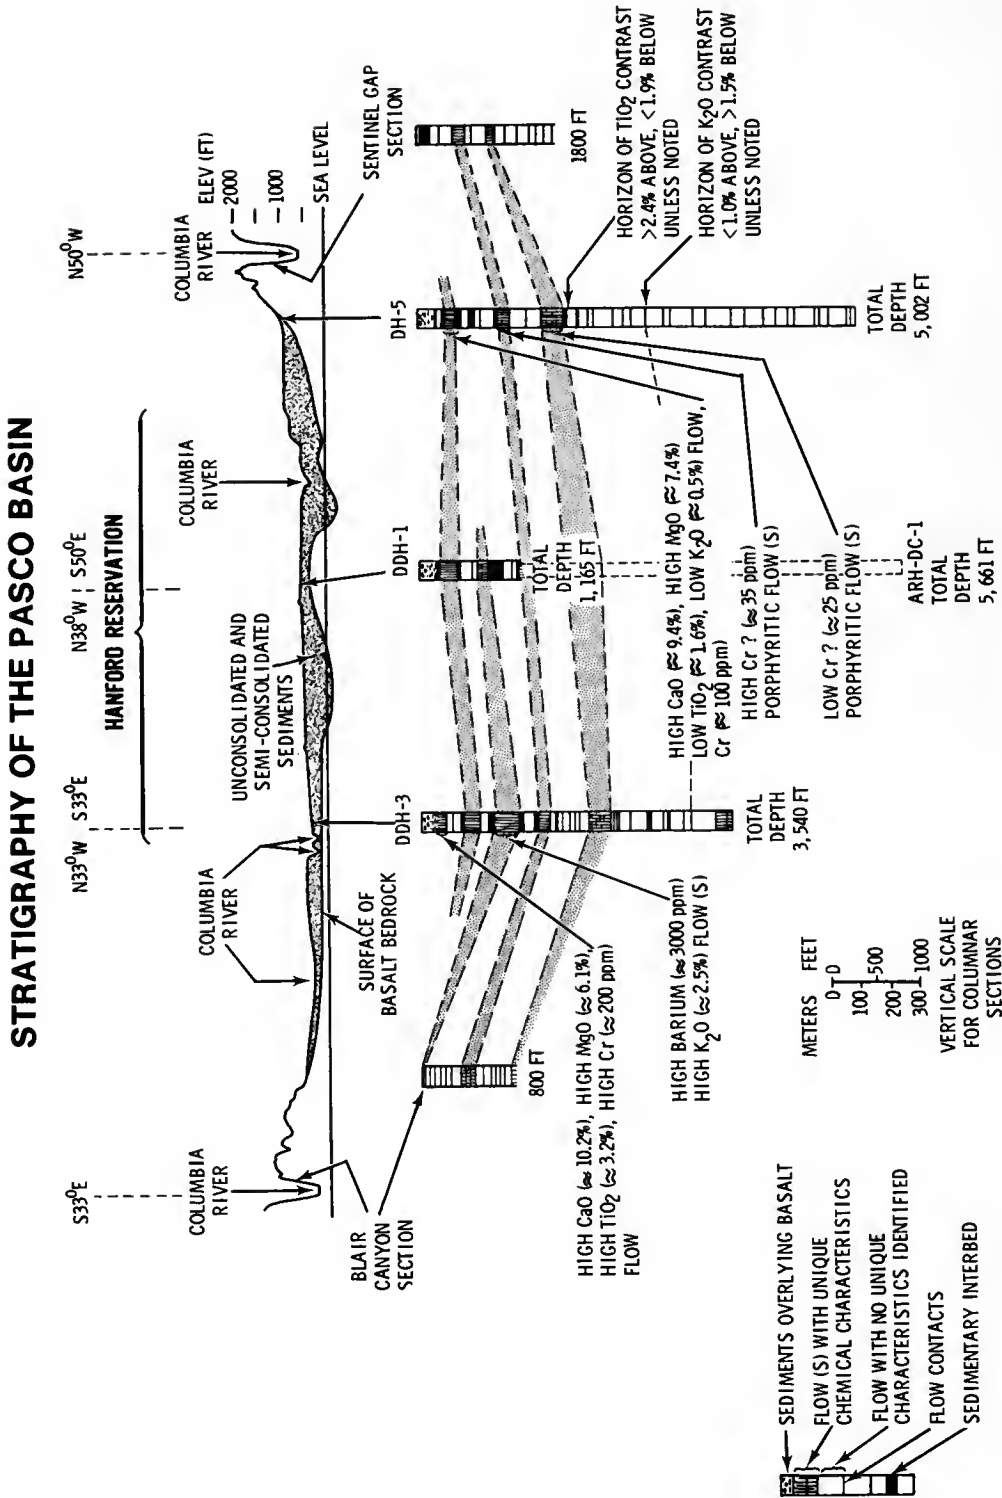 STRATIGRAPHY OF THE PASCO BASIN
S33°E
N33°W
S33°E
N38°W
S50°E
N50°W
HANFORD RESERVATION
COLUMBIA
RIVER
COLUMBIA
RIVER
UNCONSOLIDATED AND
SEMI-CONSOLIDATED
SEDIMENTS
COLUMBIA
RIVER
COLUMBIA
RIVER
ELEV (FT)
2000
1000
SEA LEVEL
BLAIR
CANYON
SECTION
SURFACE OF
BASALT BEDROCK
DDH-3
DDH-1
DH-5
SENTINEL GAP
SECTION
800 FT
TOTAL
DEPTH
3,540 FT
TOTAL
DEPTH
1,165 FT
ARH-DC-1
TOTAL
DEPTH
5,661 FT
TOTAL
DEPTH
5,002 FT
1800 FT
HIGH CaO (≈ 10.2%), HIGH MgO (≈ 6.1%),
HIGH TiO2 (≈ 3.2%), HIGH Cr (≈200 ppm)
FLOW
HIGH BARIUM (≈ 3000 ppm)
HIGH K2O (≈ 2.5%) FLOW (S)
HIGH CaO (≈ 9.4%), HIGH MgO (≈ 7.4%)
LOW TiO2 (≈ 1.6%), LOW K2O (≈ 0.5%) FLOW,
Cr (≈ 100 ppm)
HIGH Cr ? (≈ 35 ppm)
PORPHYRITIC FLOW (S)
LOW Cr ? (≈ 25 ppm)
PORPHYRITIC FLOW (S)
HORIZON OF TiO2 CONTRAST
>2.4% ABOVE, <1.9% BELOW
UNLESS NOTED
HORIZON OF K2O CONTRAST
<1.0% ABOVE, >1.5% BELOW
UNLESS NOTED
SEDIMENTS OVERLYING BASALT
FLOW (S) WITH UNIQUE
CHEMICAL CHARACTERISTICS
FLOW WITH NO UNIQUE
CHARACTERISTICS IDENTIFIED
FLOW CONTACTS
SEDIMENTARY INTERBED
METERS FEET
0 0
100
500
200
300 1000
VERTICAL SCALE
FOR COLUMNAR
SECTIONS